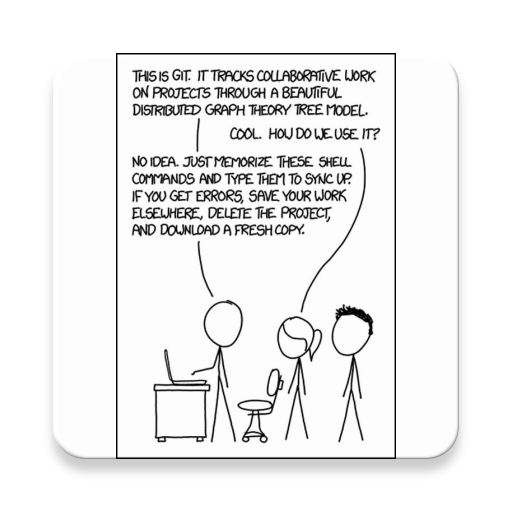 THIS IS GIT. IT TRACKS COLLABORATIVE WORK
ON PROJECTS THROUGH A BEAUTIFUL
DISTRIBUTED GRAPH THEORY TREE MODEL.
COOL. HOU DO WE USE IT?
NO IDEA. JUST MEMORIZE THESE SHELL
COMMANDS AND TYPE THEM TO SYNC UP.
IF YOU GET ERRORS, SAVE YOUR WORK
ELSEWHERE, DELETE THE PROJECT,
AND DOWNLOAD A FRESH COPY.